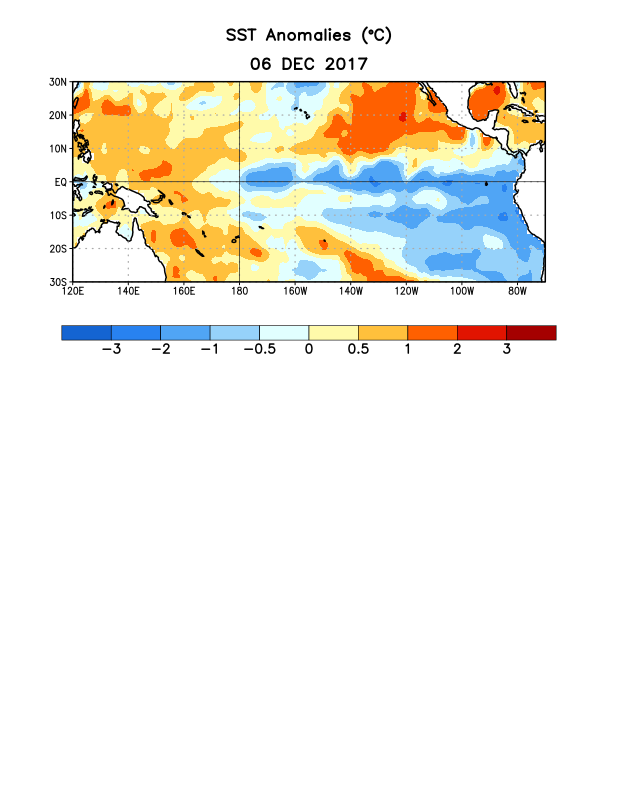 SST Anomalies (°C)
06 DEC 2017
30N
20N
10N
EQ
10S
20S
30S
120E 140E 160E 180 160W 140W 120W 100W 80W
−3 −2 −1 −0.5 0 0.5 1 2 3